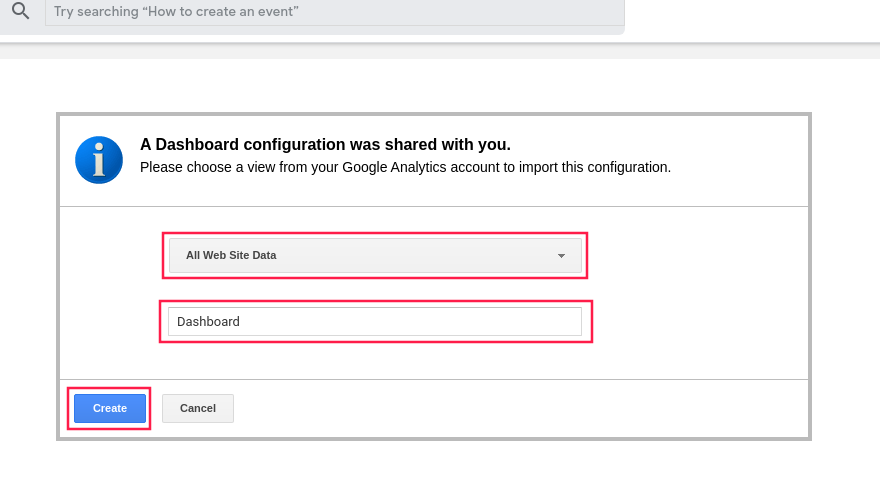 Try searching “How to create an event”
A Dashboard configuration was shared with you.
Please choose a view from your Google Analytics account to import this configuration.
All Web Site Data
Dashboard
Create Cancel